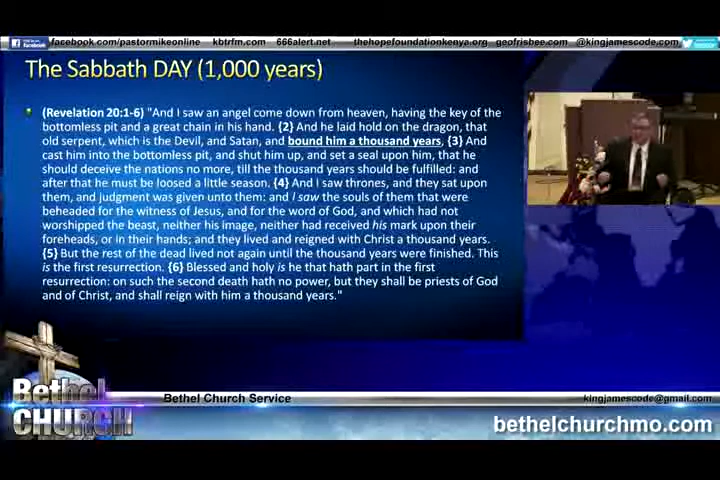 facebook.com/pastormikeonline kbtrfm.com 666alert.net thehopefoundationkenya.org geofrisbee.com @kingjamescode.com
The Sabbath DAY (1,000 years)
(Revelation 20:1-6) "And I saw an angel come down from heaven, having the key of the
bottomless pit and a great chain in his hand. {2} And he laid hold on the dragon, that
old serpent, which is the Devil, and Satan, and bound him a thousand years, {3} And
cast him into the bottomless pit, and shut him up, and set a seal upon him, that he
should deceive the nations no more, till the thousand years should be fulfilled: and
after that he must be loosed a little season. {4} And I saw thrones, and they sat upon
them, and judgment was given unto them: and I saw the souls of them that were
beheaded for the witness of Jesus, and for the word of God, and which had not
worshipped the beast, neither his image, neither had received his mark upon their
foreheads, or in their hands; and they lived and reigned with Christ a thousand years.
{5} But the rest of the dead lived not again until the thousand years were finished. This
is the first resurrection. {6} Blessed and holy is he that hath part in the first
resurrection: on such the second death hath no power, but they shall be priests of God
and of Christ, and shall reign with him a thousand years."
Bethel
CHURCH
Bethel Church Service
kingjamescode@gmail.com
bethelchurchmo.com